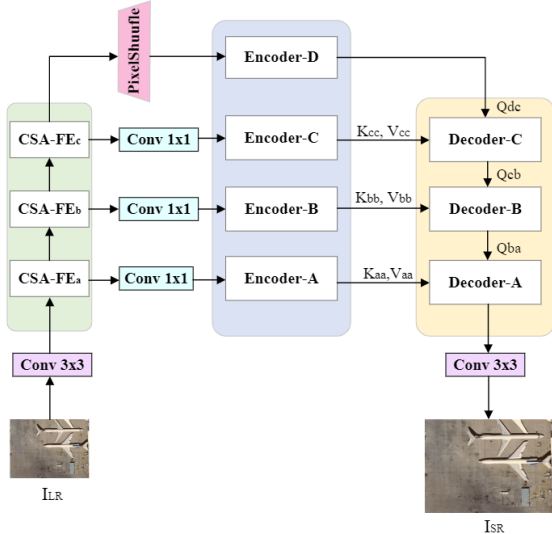 PixelShuufle
Encoder-D
Qdc
CSA-FEc
Conv 1x1
Encoder-C
Kcc, Vcc
Decoder-C
Qcb
CSA-FEb
Conv 1x1
Encoder-B
Kbb, Vbb
Decoder-B
Qba
CSA-FEa
Conv 1x1
Encoder-A
Kaa,Vaa
Decoder-A
Conv 3x3
Conv 3x3
ILR
ISR